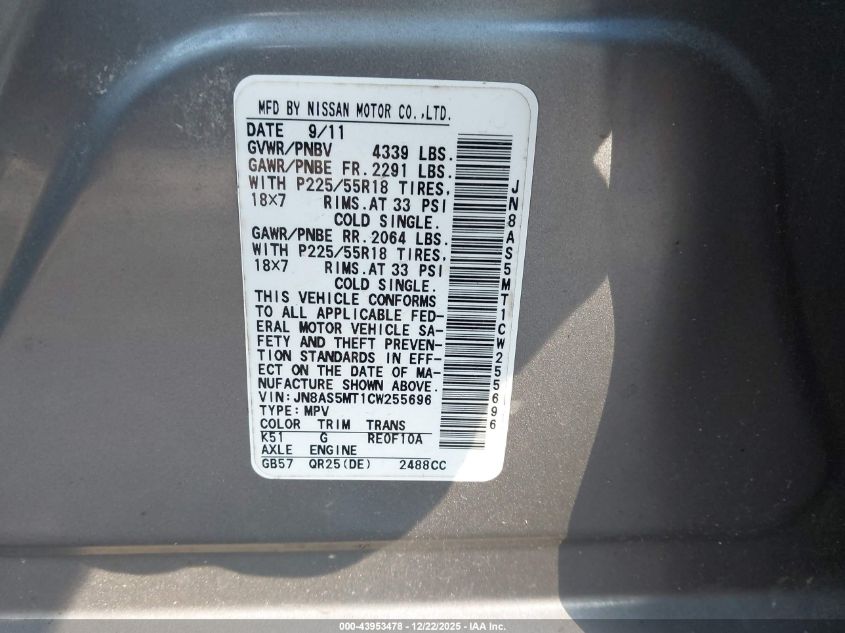 MFD BY NISSAN MOTOR CO.,LTD.
DATE 9/11
GVWR/PNBV 4339 LBS.
GAWR/PNBE FR.2291 LBS.
WITH P225/55R18 TIRES,
18×7 RIMS.AT 33 PSI
COLD SINGLE.
GAWR/PNBE RR.2064 LBS.
WITH P225/55R18 TIRES,
18×7 RIMS.AT 33 PSI
COLD SINGLE.
THIS VEHICLE CONFORMS
TO ALL APPLICABLE FED-
ERAL MOTOR VEHICLE SA-
FETY AND THEFT PREVEN-
TION STANDARDS IN EFF-
ECT ON THE DATE OF MA-
NUFACTURE SHOWN ABOVE.
VIN:JN8AS5MT1CW255696
TYPE:MPV
COLOR TRIM TRANS
K51 G RE0F10A
AXLE ENGINE
GB57 QR25(DE) 2488CC
JN8AS5MT1CW255696
000-43953478 - 12/22/2025 - IAA Inc.